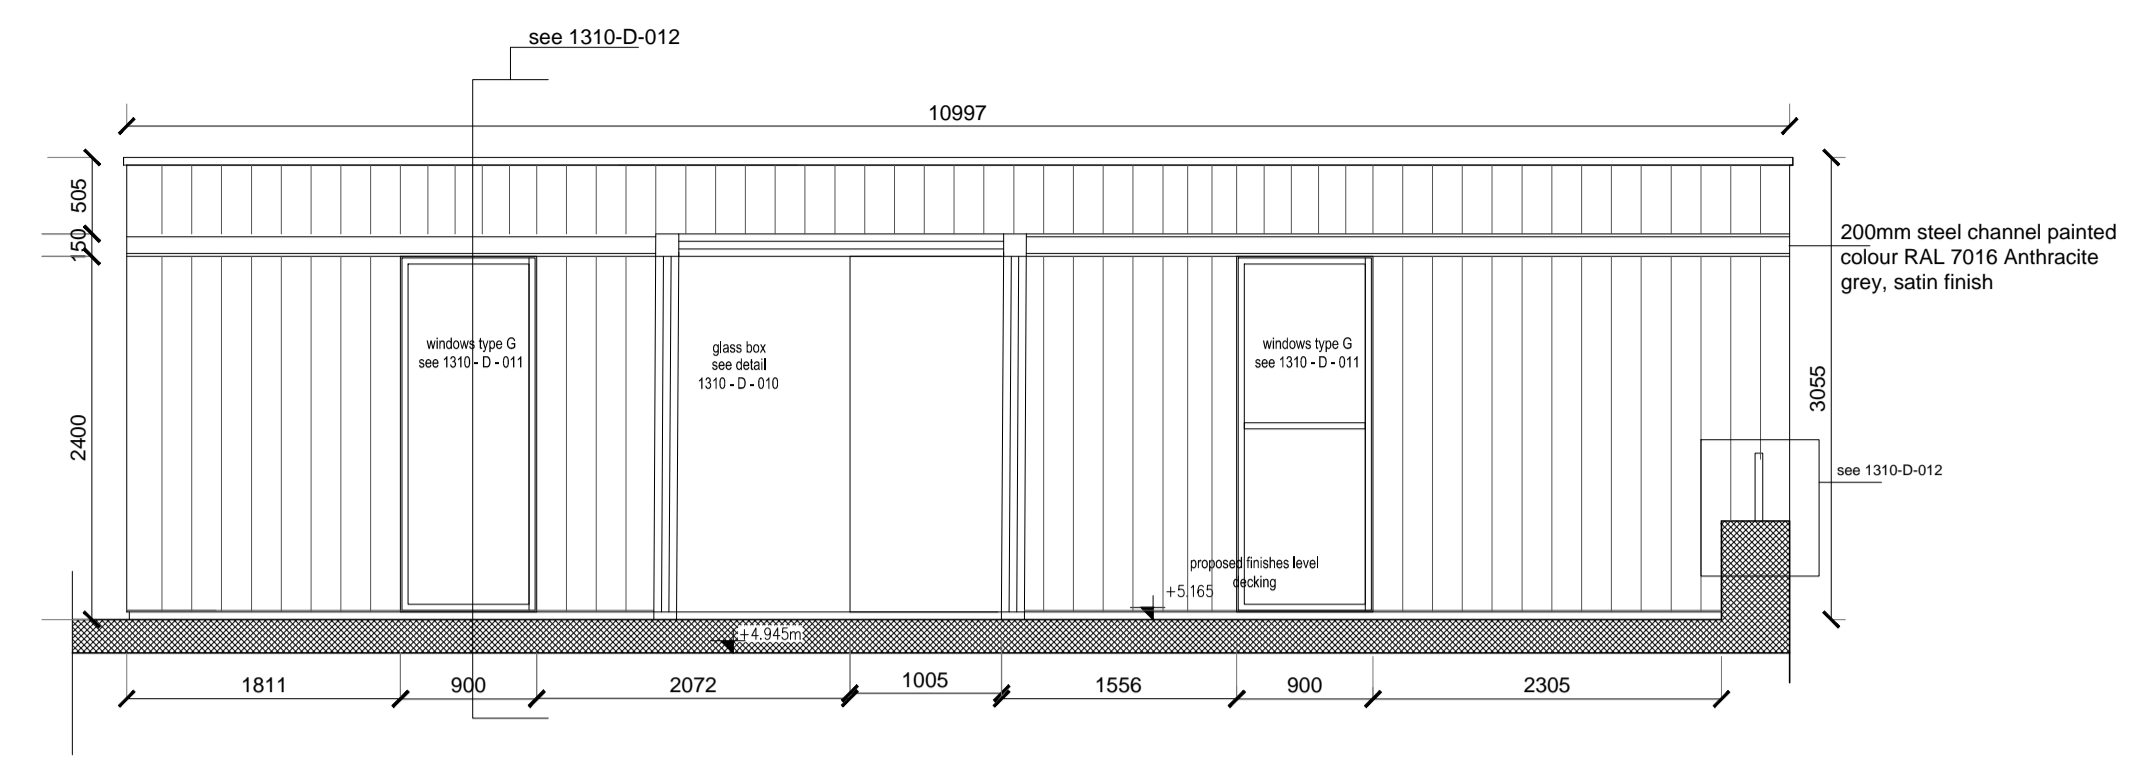 see 1310-D-012
10997
505
150
2400
200mm steel channel painted
colour RAL 7016 Anthracite
grey, satin finish
windows type G
see 1310 - D - 011
glass box
see detail
1310 - D - 010
windows type G
see 1310 - D - 011
3055
see 1310-D-012
proposed finishes level
decking
+5.165
+4.945m
1811
900
2072
1005
1556
900
2305